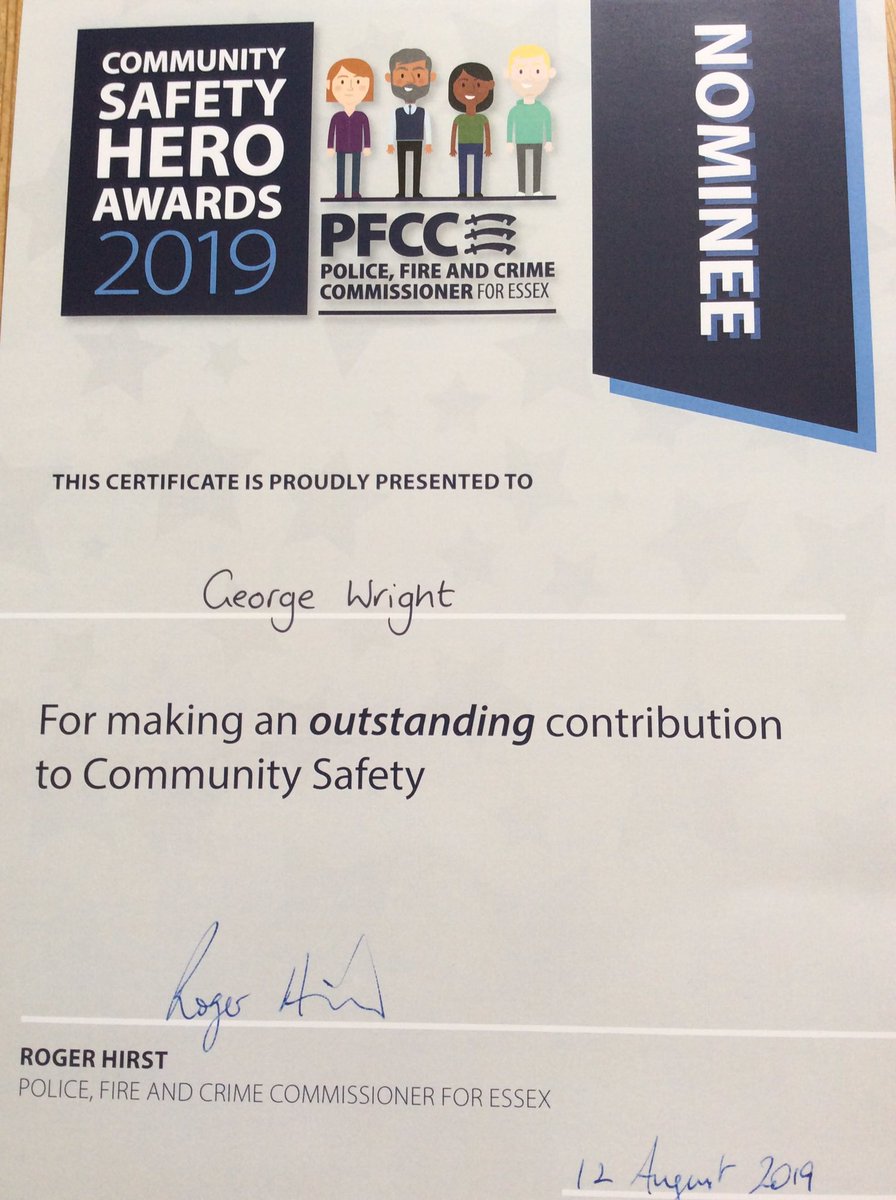 COMMUNITY
SAFETY
HERO
AWARDS
2019
PFCC
POLICE, FIRE AND CRIME
COMMISSIONER FOR ESSEX
NOMINEE
THIS CERTIFICATE IS PROUDLY PRESENTED TO
George Wright
For making an outstanding contribution
to Community Safety
Roger Hirst
ROGER HIRST
POLICE, FIRE AND CRIME COMMISSIONER FOR ESSEX
12 August 2019